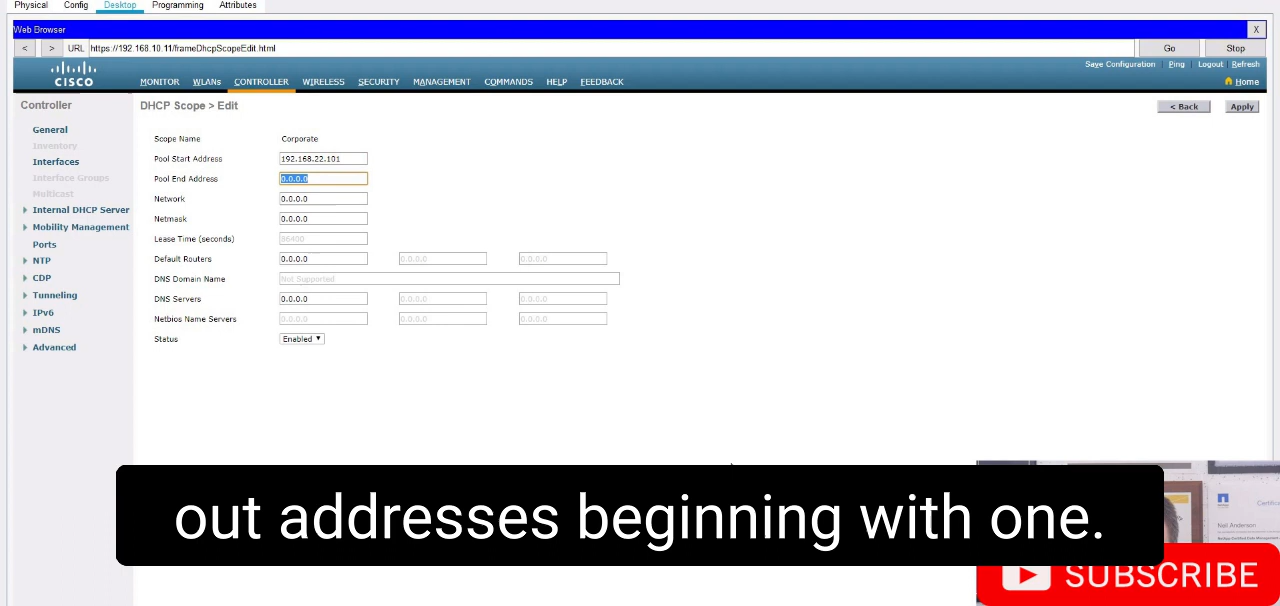 Physical Config Desktop Programming Attributes
Web Browser X
< > URL https://192.168.10.11/frameDhcpScopeEdit.html Go Stop
Save Configuration Ping Logout Refresh
CISCO MONITOR WLANs CONTROLLER WIRELESS SECURITY MANAGEMENT COMMANDS HELP FEEDBACK Home
Controller DHCP Scope > Edit < Back Apply
General
Inventory
Interfaces
Interface Groups
Multicast
Internal DHCP Server
Mobility Management
Ports
NTP
CDP
Tunneling
IPv6
mDNS
Advanced
Scope Name Corporate
Pool Start Address 192.168.22.101
Pool End Address 0.0.0.0
Network 0.0.0.0
Netmask 0.0.0.0
Lease Time (seconds) 86400
Default Routers 0.0.0.0 0.0.0.0 0.0.0.0
DNS Domain Name Not Supported
DNS Servers 0.0.0.0 0.0.0.0 0.0.0.0
Netbios Name Servers 0.0.0.0 0.0.0.0 0.0.0.0
Status Enabled
out addresses beginning with one.
Neil Anderson
SUBSCRIBE